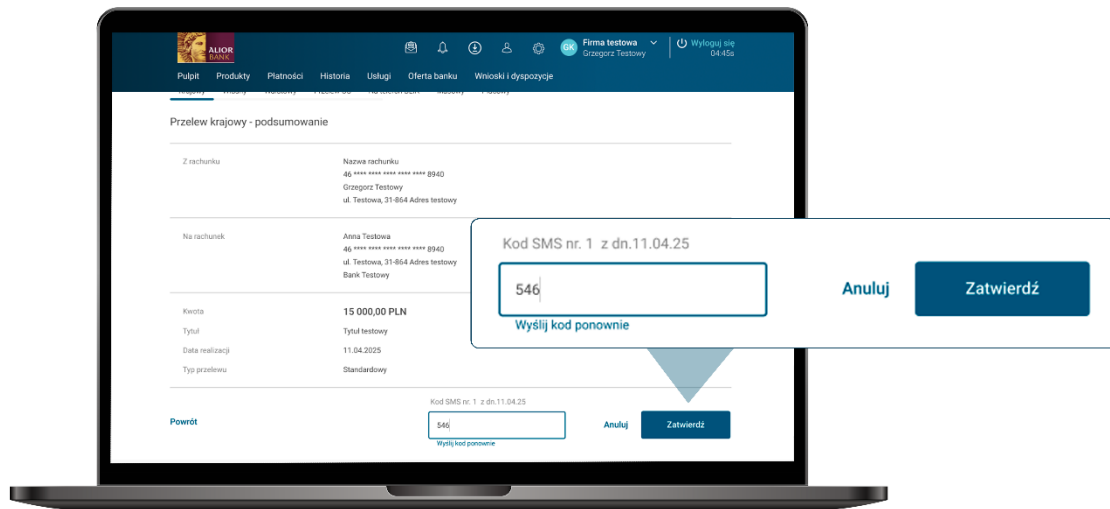 ALIOR
BANK
GK
Firma testowa
Grzegorz Testowy
Wyloguj się
04:45s
Pulpit Produkty Płatności Historia Usługi Oferta banku Wnioski i dyspozycje
Przelew krajowy - podsumowanie
Z rachunku
Nazwa rachunku
46 **** **** **** **** **** 8940
Grzegorz Testowy
ul. Testowa, 31-864 Adres testowy
Na rachunek
Anna Testowa
46 **** **** **** **** **** 8940
ul. Testowa, 31-864 Adres testowy
Bank Testowy
Kwota 15 000,00 PLN
Tytuł Tytuł testowy
Data realizacji 11.04.2025
Typ przelewu Standardowy
Kod SMS nr. 1 z dn.11.04.25
Powrót 546 Anuluj Zatwierdź
Wyślij kod ponownie
Kod SMS nr. 1 z dn.11.04.25
546 Anuluj Zatwierdź
Wyślij kod ponownie